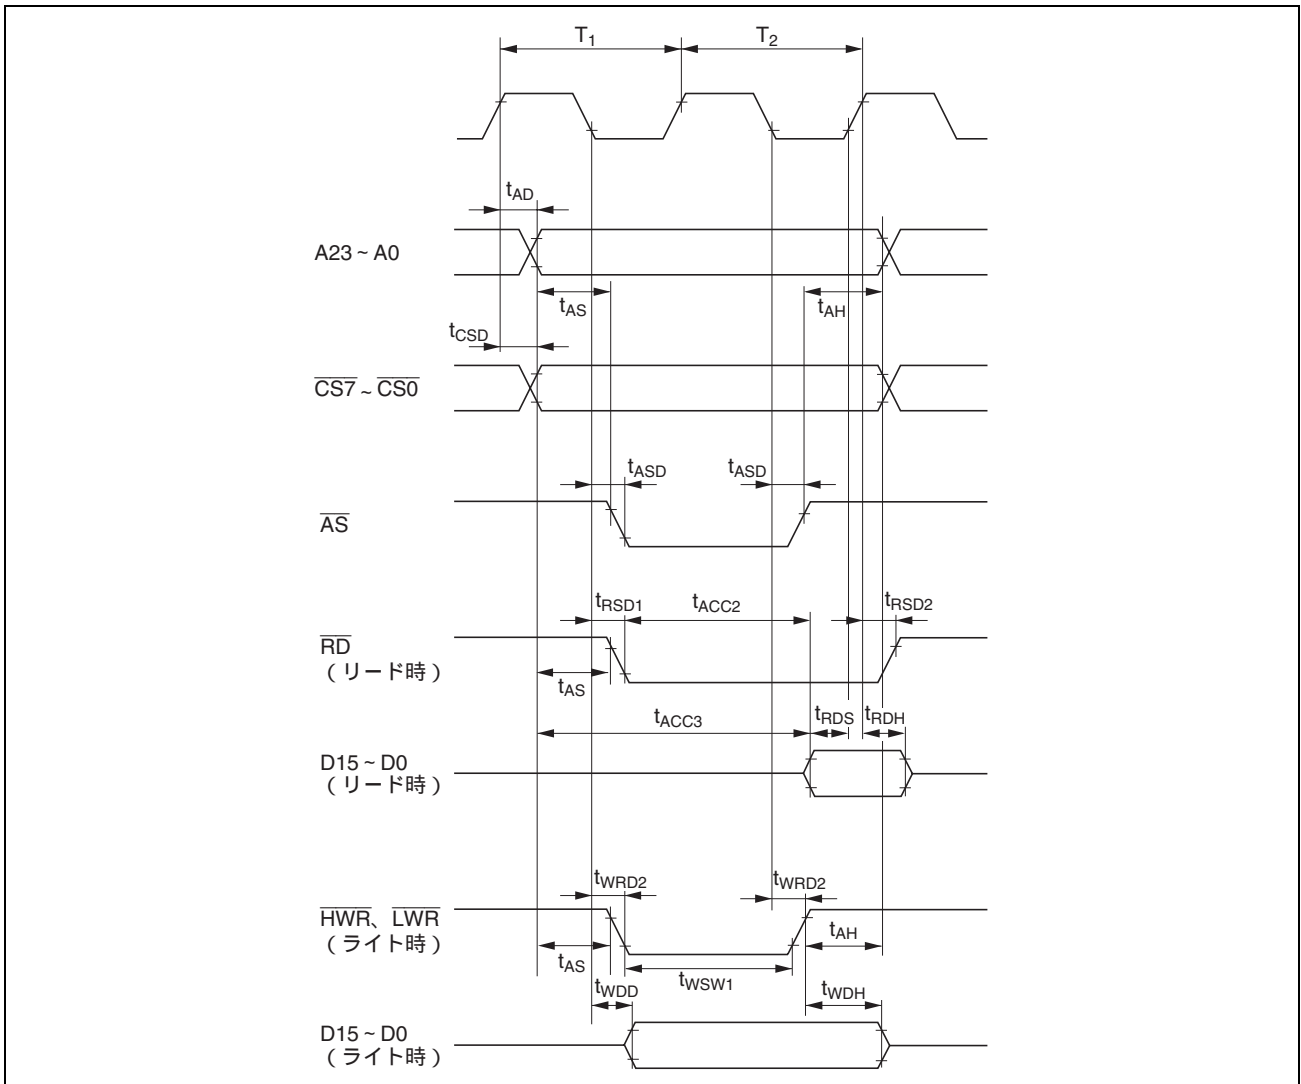 T1 T2
tAD
A23 ~ A0
tAS tAH
tCSD
CS7 ~ CS0
tASD tASD
AS
tRSD1 tACC2 tRSD2
RD
(リード時)
tAS
tACC3 tRDS tRDH
D15 ~ D0
(リード時)
tWRD2 tWRD2
HWR、LWR
(ライト時)
tAH
tAS
tWSW1
tWDD tWDH
D15 ~ D0
(ライト時)